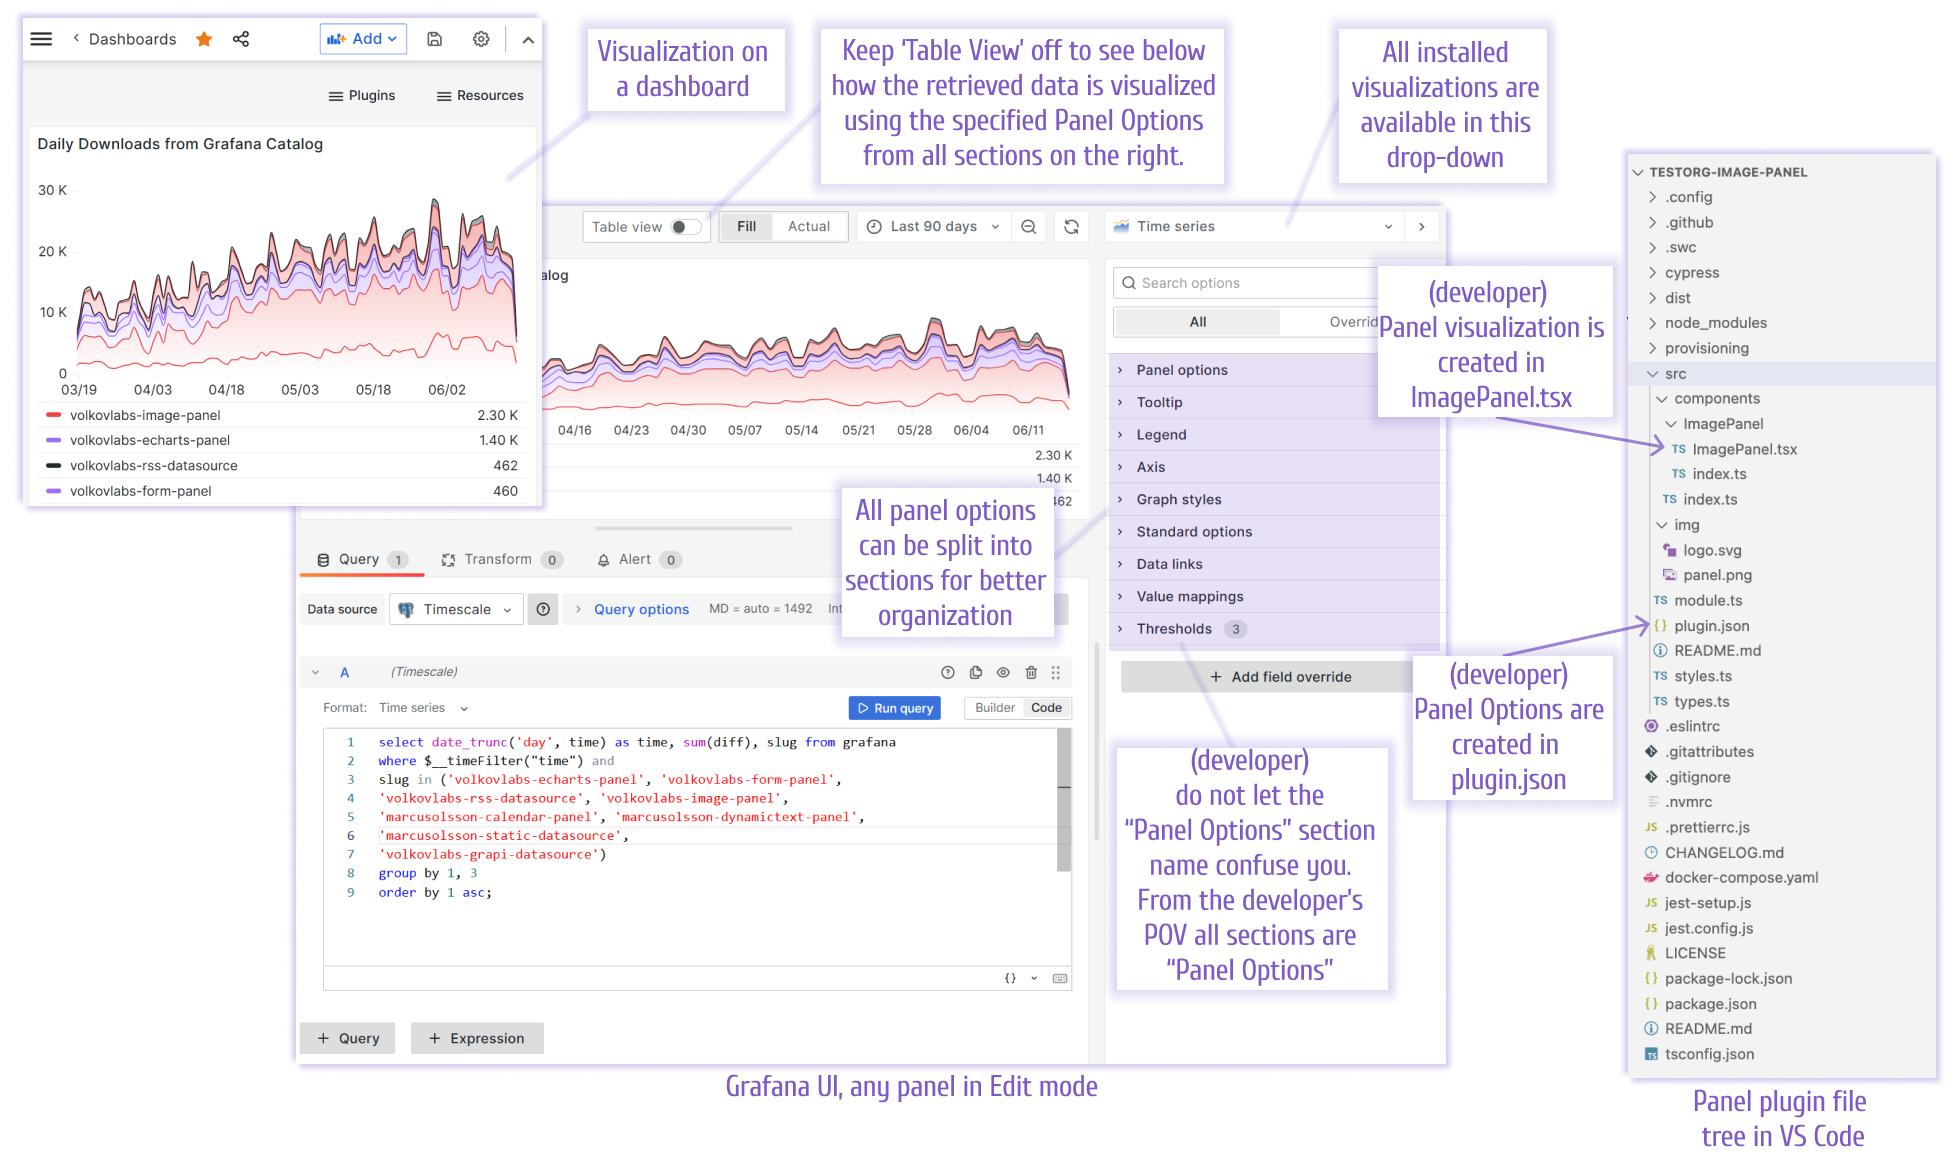 Dashboards
Add
Plugins
Resources
Daily Downloads from Grafana Catalog
30 K
20 K
10 K
0
03/19 04/03 04/18 05/03 05/18 06/02
volkovlabs-image-panel 2.30 K
volkovlabs-echarts-panel 1.40 K
volkovlabs-rss-datasource 462
volkovlabs-form-panel 460
Visualization on
a dashboard
Keep ‘Table View’ off to see below
how the retrieved data is visualized
using the specified Panel Options
from all sections on the right.
All installed
visualizations are
available in this
drop-down
Table view
Fill
Actual
Last 90 days
Time series
alog
04/16 04/23 04/30 05/07 05/14 05/21 05/28 06/04 06/11
2.30 K
1.40 K
462
Search options
All
Overrid
Panel options
Tooltip
Legend
Axis
Graph styles
Standard options
Data links
Value mappings
Thresholds 3
+ Add field override
All panel options
can be split into
sections for better
organization
Query 1
Transform 0
Alert 0
Data source
Timescale
Query options
MD = auto = 1492
Int
A
(Timescale)
Format: Time series
Run query
Builder
Code
1 select date_trunc('day', time) as time, sum(diff), slug from grafana
2 where $__timeFilter("time") and
3 slug in ('volkovlabs-echarts-panel', 'volkovlabs-form-panel',
4 'volkovlabs-rss-datasource', 'volkovlabs-image-panel',
5 'marcusolsson-calendar-panel', 'marcusolsson-dynamictext-panel',
6 'marcusolsson-static-datasource',
7 'volkovlabs-grapi-datasource')
8 group by 1, 3
9 order by 1 asc;
{}
+ Query
+ Expression
Grafana UI, any panel in Edit mode
(developer)
Panel visualization is
created in
ImagePanel.tsx
(developer)
Panel Options are
created in
plugin.json
(developer)
do not let the
“Panel Options” section
name confuse you.
From the developer’s
POV all sections are
“Panel Options”
TESTORG-IMAGE-PANEL
.config
.github
.swc
cypress
dist
node_modules
provisioning
src
components
ImagePanel
TS ImagePanel.tsx
TS index.ts
TS index.ts
img
logo.svg
panel.png
TS module.ts
{} plugin.json
README.md
TS styles.ts
TS types.ts
.eslintrc
.gitattributes
.gitignore
.nvmrc
JS .prettierrc.js
CHANGELOG.md
docker-compose.yaml
JS jest-setup.js
JS jest.config.js
LICENSE
{} package-lock.json
{} package.json
README.md
TS tsconfig.json
Panel plugin file
tree in VS Code